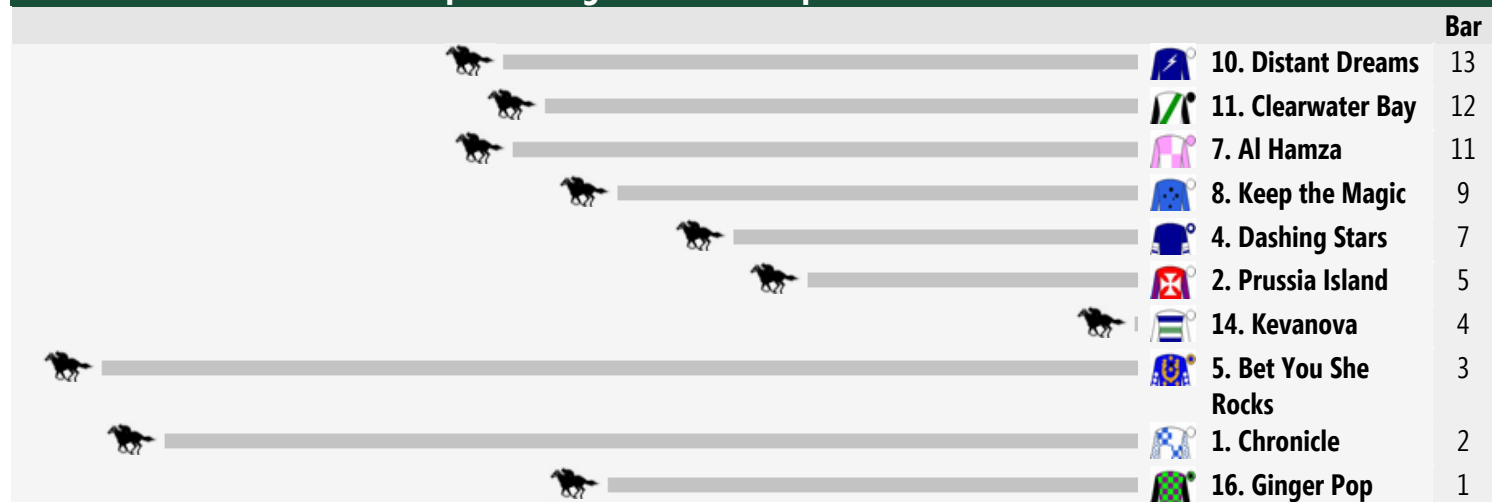 Bar
10. Distant Dreams 13
11. Clearwater Bay 12
7. Al Hamza 11
8. Keep the Magic 9
4. Dashing Stars 7
2. Prussia Island 5
14. Kevanova 4
5. Bet You She 3
Rocks
1. Chronicle 2
16. Ginger Pop 1